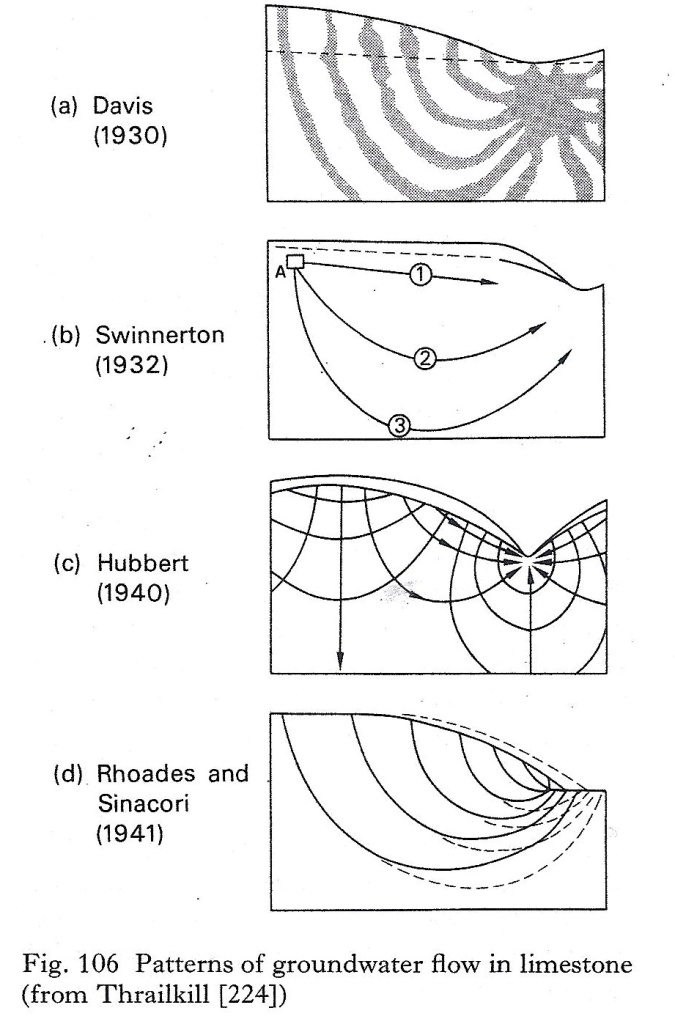 (a) Davis
(1930)
A
1
2
3
(b) Swinnerton
(1932)
(c) Hubbert
(1940)
(d) Rhoades and
Sinacori
(1941)
Fig. 106 Patterns of groundwater flow in limestone
(from Thrailkill [224])